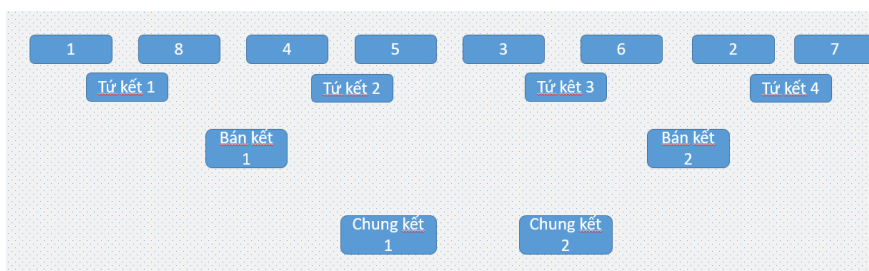 1 8 4 5 3 6 2 7
Tứ kết 1 Tứ kết 2 Tứ kêt 3 Tứ kết 4
Bán kết
1
Bán kết
2
Chung kết
1
Chung kết
2